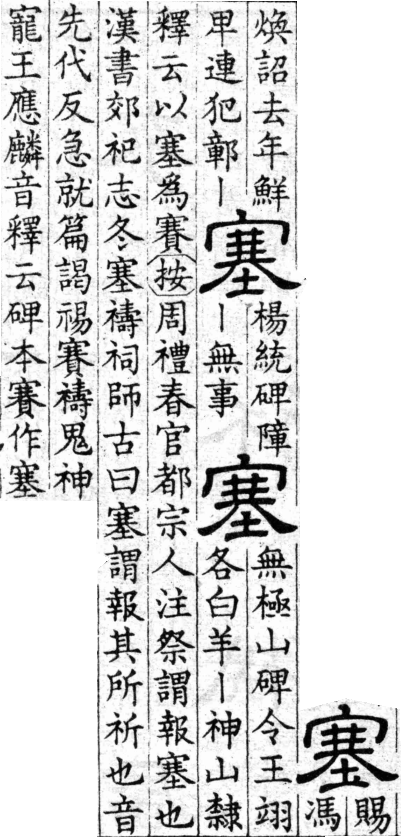 塞
賜
馮
煥詔去年鮮
卑連犯鄣丨
塞
楊統碑障
丨無事
塞
無極山碑令王翊
各白羊丨神山隸
釋云以塞爲賽按周禮春官都宗人注祭謂報塞也
漢書郊祀志冬塞禱祠師古曰塞謂報其所祈也音
先代反急就篇謁禓賽禱鬼神
寵王應麟音釋云碑本賽作塞